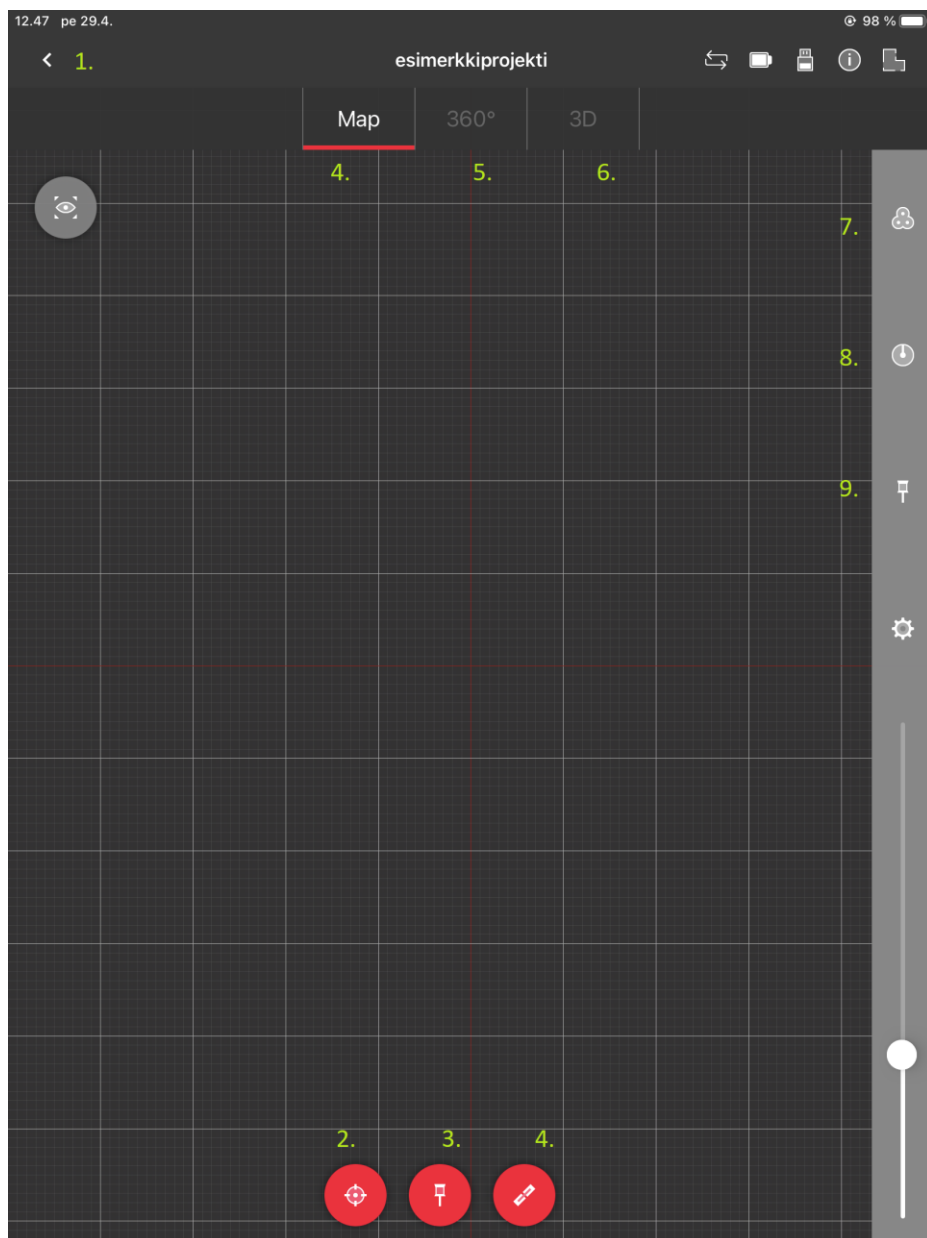 12.47 pe 29.4. 98 %
1. esimerkkiprojekti
Map 360° 3D
4. 5. 6.
7.
8.
9.
2. 3. 4.